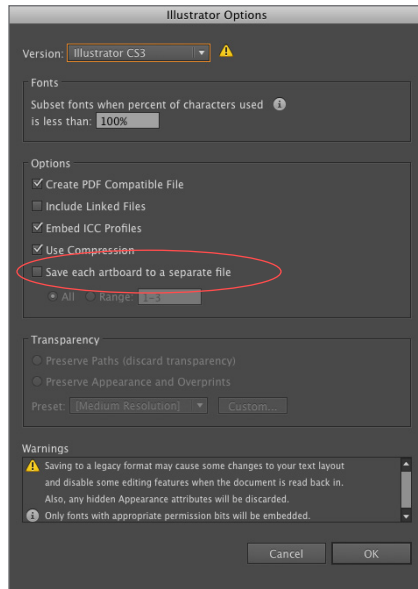 Illustrator Options
Version: Illustrator CS3
Fonts
Subset fonts when percent of characters used
is less than: 100%
Options
Create PDF Compatible File
Include Linked Files
Embed ICC Profiles
Use Compression
Save each artboard to a separate file
All Range: 1-3
Transparency
Preserve Paths (discard transparency)
Preserve Appearance and Overprints
Preset: [Medium Resolution] Custom...
Warnings
Saving to a legacy format may cause some changes to your text layout
and disable some editing features when the document is read back in.
Also, any hidden Appearance attributes will be discarded.
Only fonts with appropriate permission bits will be embedded.
Cancel OK